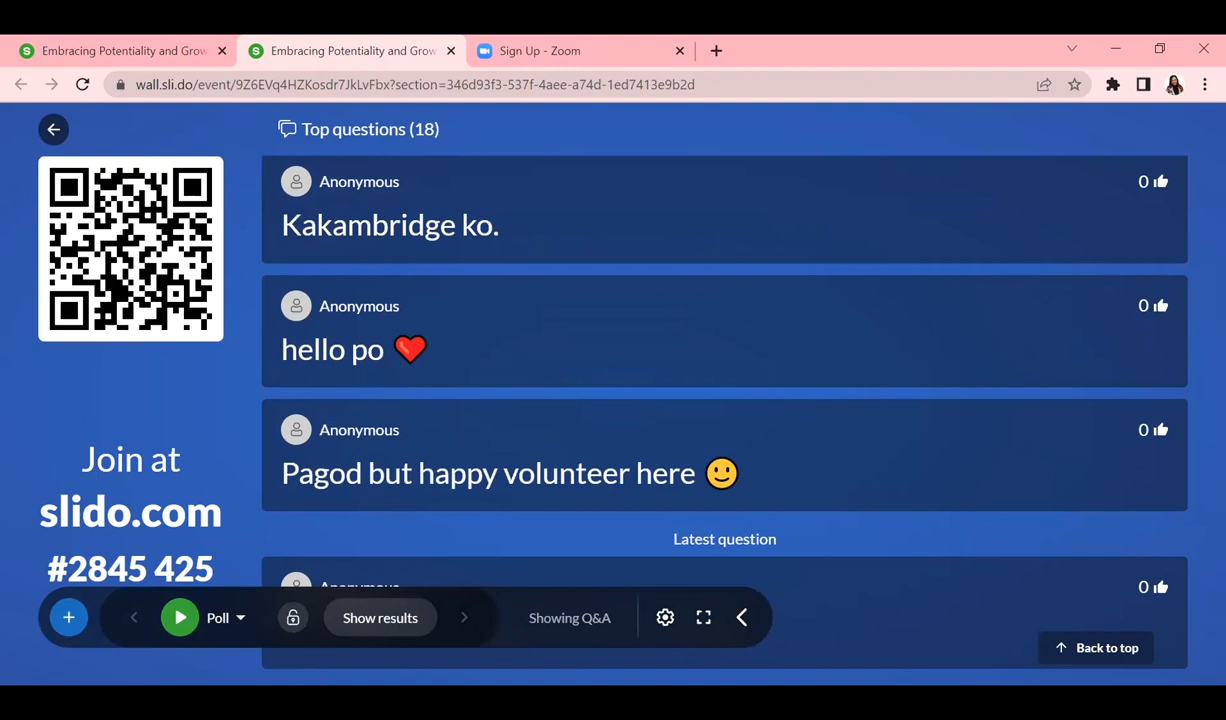 Embracing Potentiality and Grow
Embracing Potentiality and Grow
Sign Up - Zoom
wall.sli.do/event/9Z6EVq4HZKosdr7JkLvFbx?section=346d93f3-537f-4aee-a74d-1ed7413e9b2d
Top questions (18)
Anonymous
0
Kakambridge ko.
Anonymous
0
hello po ❤️
Anonymous
0
Pagod but happy volunteer here 🙂
Latest question
Anonymous
0
Join at
slido.com
#2845 425
Poll
Show results
Showing Q&A
Back to top